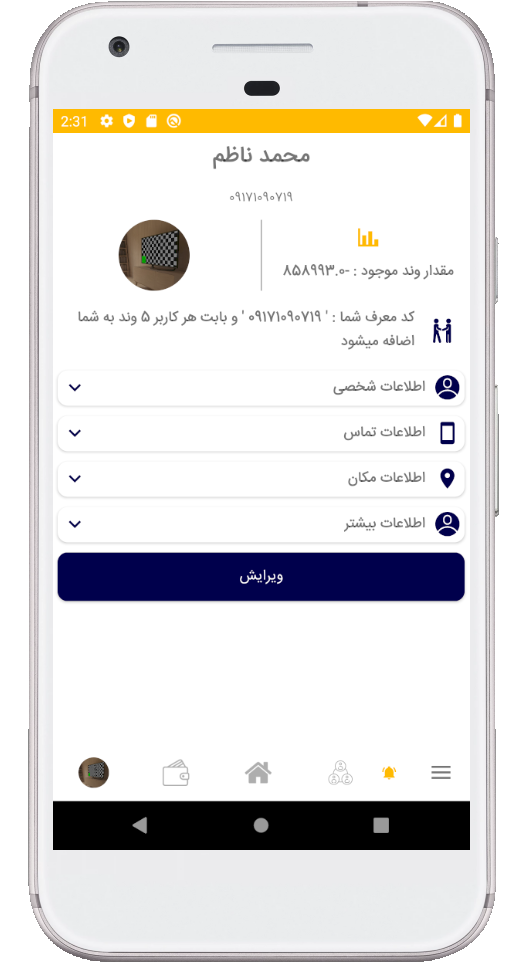 2:31
محمد ناظم
۰۹۱۷۱۰۹۰۷۱۹
مقدار وند موجود : -۸۵۸۹۹۳.۰
کد معرف شما : ' ۰۹۱۷۱۰۹۰۷۱۹ ' و بابت هر کاربر ۵ وند به شما
اضافه میشود
اطلاعات شخصی
اطلاعات تماس
اطلاعات مکان
اطلاعات بیشتر
ویرایش